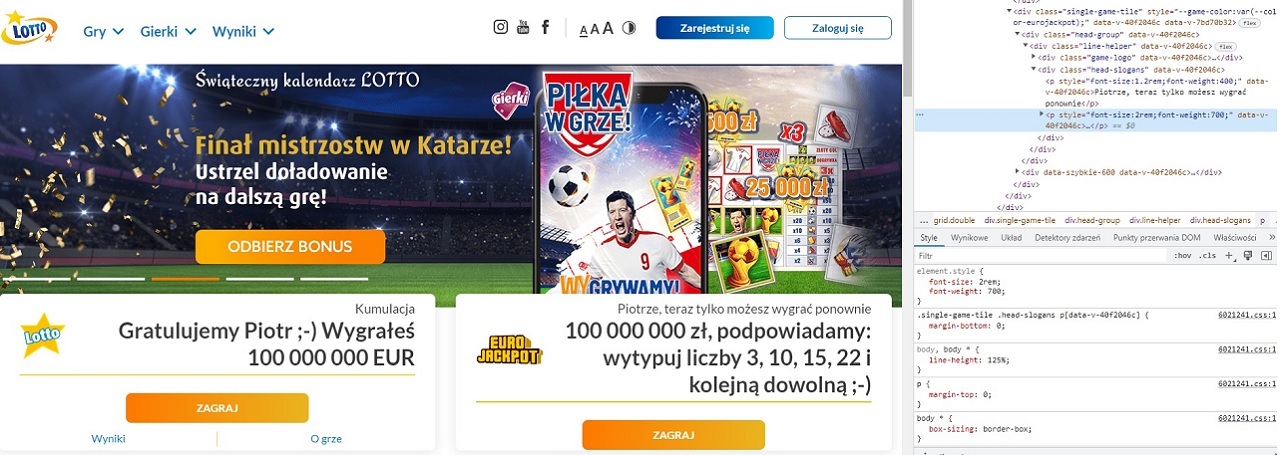 LOTTO
Gry Gierki Wyniki
You Tube
A A A
Zarejestruj się
Zaloguj się
Świąteczny kalendarz LOTTO
Finał mistrzostw w Katarze!
Ustrzel doładowanie
na dalszą grę!
ODBIERZ BONUS
Gierki
PIŁKA
W GRZE!
9
WYGRYWAMY!
500 zł
x3
PIŁKA
W GRZE!
25 000 zł
Kumulacja
Lotto
Gratulujemy Piotr ;-) Wygrałeś
100 000 000 EUR
ZAGRAJ
Wyniki
O grze
Piotrze, teraz tylko możesz wygrać ponownie
EURO
JACKPOT
100 000 000 zł, podpowiadamy:
wytypuj liczby 3, 10, 15, 22 i
kolejną dowolną ;-)
ZAGRAJ
<div class="single-game-tile" style="--game-color:var(--col
or-eurojackpot);" data-v-40f2046c data-v-7bd70b32> flex
<div class="head-group" data-v-40f2046c>
<div class="line-helper" data-v-40f2046c> flex
<div class="game-logo" data-v-40f2046c>…</div>
<div class="head-slogans" data-v-40f2046c>
<p style="font-size:1.2rem;font-weight:400;" data-
v-40f2046c>Piotrze, teraz tylko możesz wygrać
ponownie</p>
… <p style="font-size:2rem;font-weight:700;" data-v-
40f2046c>…</p> == $0
</div>
</div>
<div data-szybkie-600 data-v-40f2046c>…</div>
</div>
</div>
</div>
… grid.double div.single-game-tile div.head-group div.line-helper div.head-slogans p
Style Wynikowe Układ Detektory zdarzeń Punkty przerwania DOM Właściwości »
Filtr :hov .cls +
element.style {
font-size: 2rem;
font-weight: 700;
}
.single-game-tile .head-slogans p[data-v-40f2046c] { 6021241.css:1
margin-bottom: 0;
}
body, body * { 6021241.css:1
line-height: 125%;
}
p { 6021241.css:1
margin-top: 0;
}
body * { 6021241.css:1
box-sizing: border-box;
}